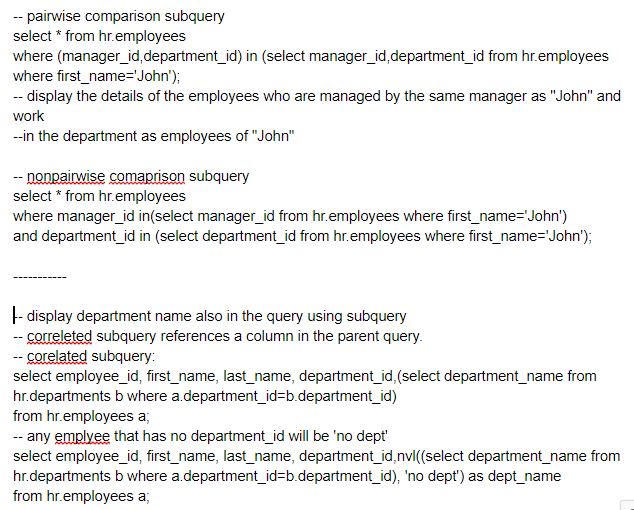 -- pairwise comparison subquery
select * from hr.employees
where (manager_id,department_id) in (select manager_id,department_id from hr.employees
where first_name='John');
-- display the details of the employees who are managed by the same manager as "John" and
work
--in the department as employees of "John"
-- nonpairwise comaprison subquery
select * from hr.employees
where manager_id in(select manager_id from hr.employees where first_name='John')
and department_id in (select department_id from hr.employees where first_name='John');
-----------
-- display department name also in the query using subquery
-- correleted subquery references a column in the parent query.
-- corelated subquery:
select employee_id, first_name, last_name, department_id,(select department_name from
hr.departments b where a.department_id=b.department_id)
from hr.employees a;
-- any emplyee that has no department_id will be 'no dept'
select employee_id, first_name, last_name, department_id,nvl((select department_name from
hr.departments b where a.department_id=b.department_id), 'no dept') as dept_name
from hr.employees a;